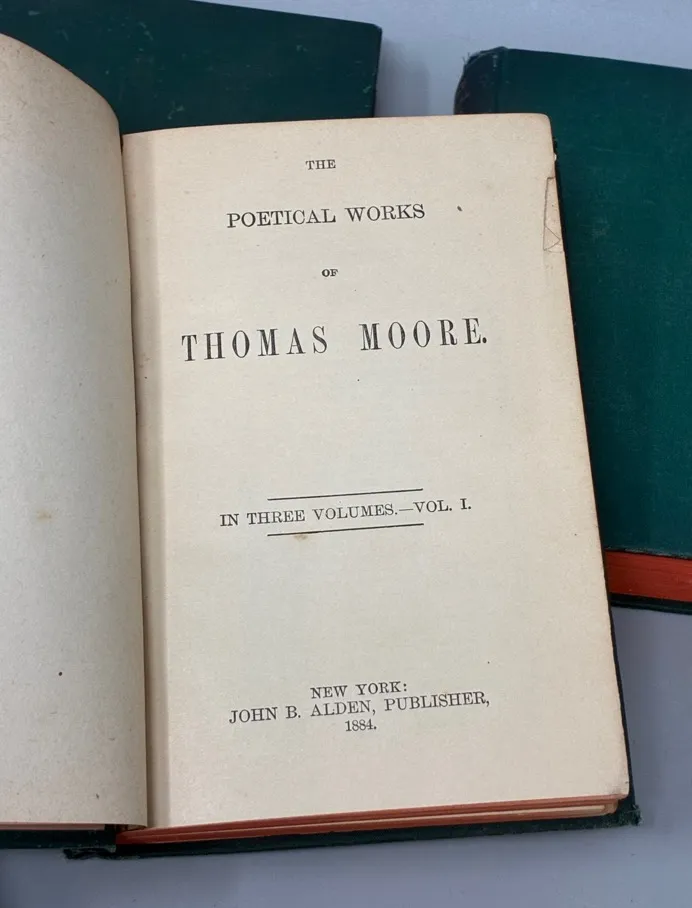 THE
POETICAL WORKS
OF
THOMAS MOORE.
IN THREE VOLUMES.—VOL. I.
NEW YORK:
JOHN B. ALDEN, PUBLISHER,
1884.